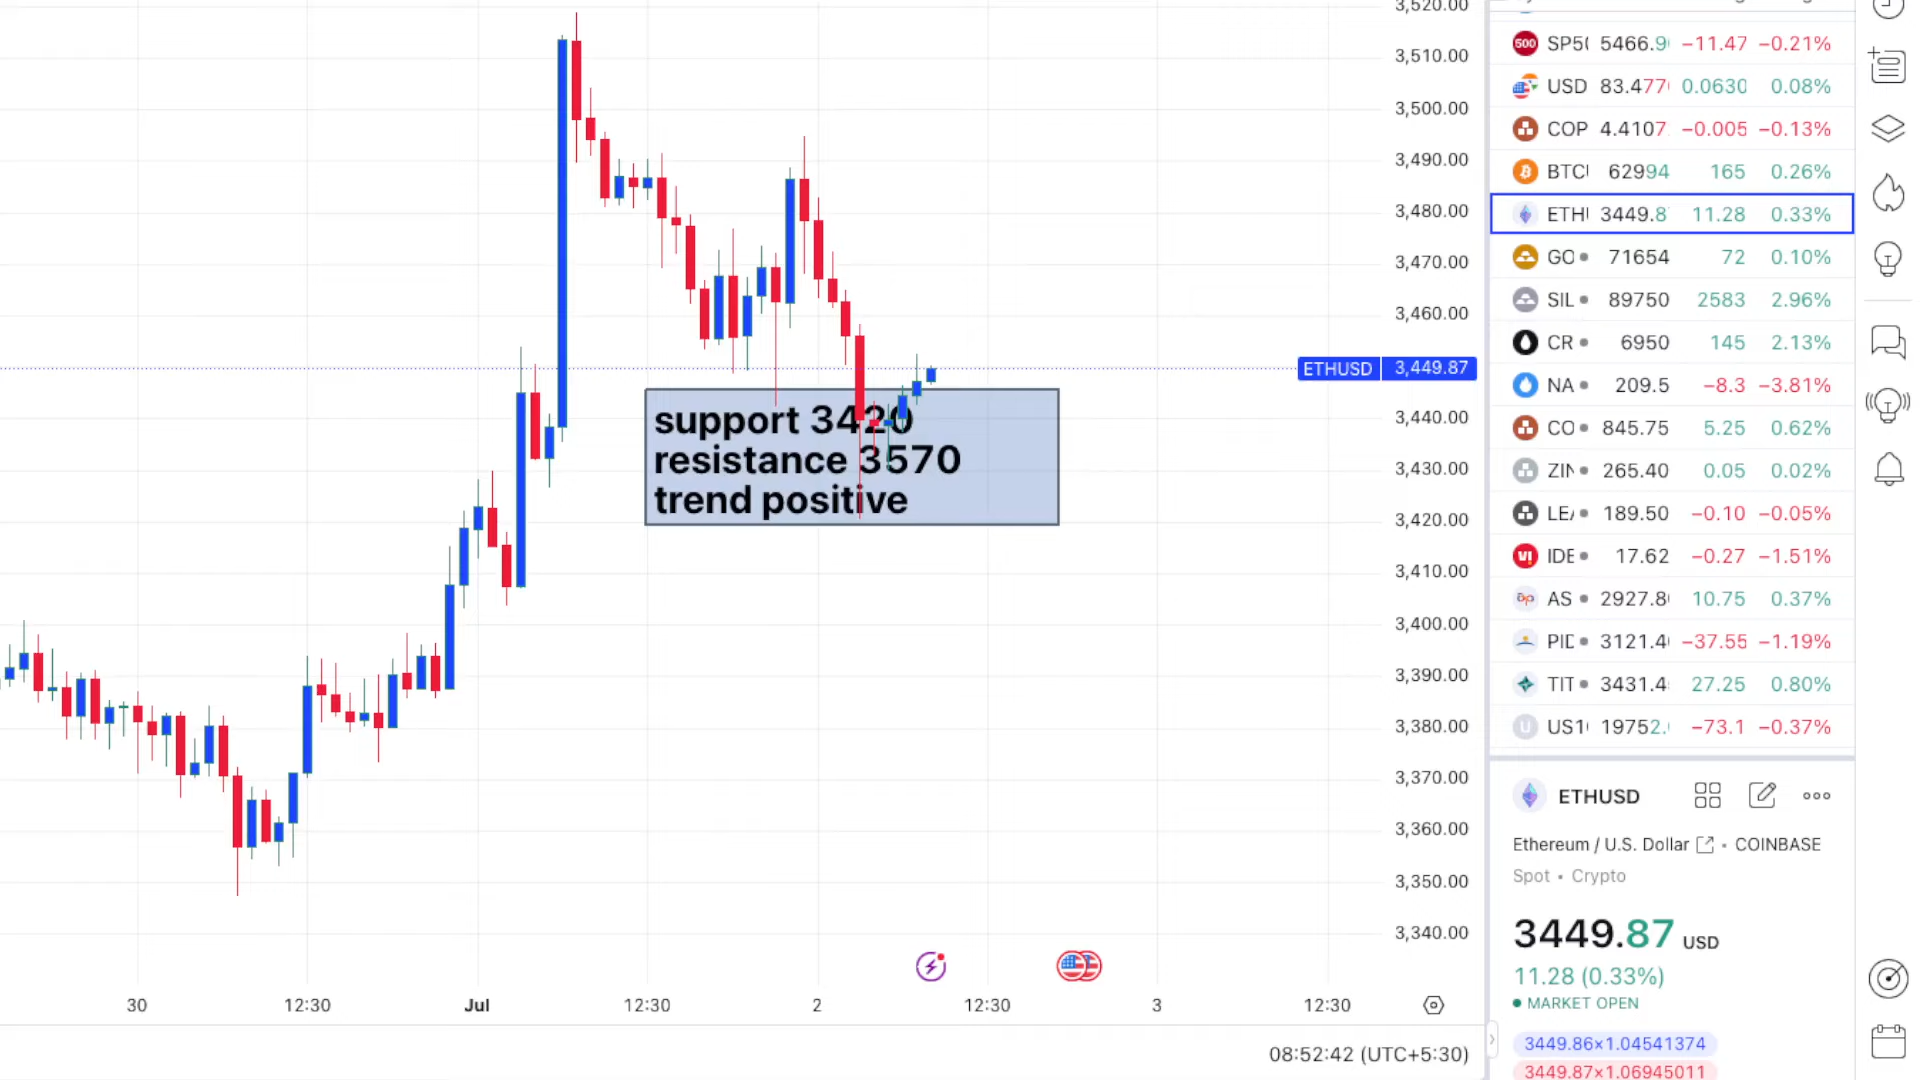 3,520.00
3,510.00
3,500.00
3,490.00
3,480.00
3,470.00
3,460.00
ETHUSD 3,449.87
3,440.00
3,430.00
3,420.00
3,410.00
3,400.00
3,390.00
3,380.00
3,370.00
3,360.00
3,350.00
3,340.00
support 3420
resistance 3570
trend positive
30 12:30 Jul 12:30 2 12:30 3 12:30
08:52:42 (UTC+5:30)
500 SP5 5466.9 −11.47 −0.21%
USD 83.477 0.0630 0.08%
COP 4.4107 −0.005 −0.13%
BTC 62994 165 0.26%
ETH 3449.8 11.28 0.33%
GO 71654 72 0.10%
SIL 89750 2583 2.96%
CR 6950 145 2.13%
NA 209.5 −8.3 −3.81%
CO 845.75 5.25 0.62%
ZIN 265.40 0.05 0.02%
LEA 189.50 −0.10 −0.05%
IDE 17.62 −0.27 −1.51%
AS 2927.8 10.75 0.37%
PID 3121.4 −37.55 −1.19%
TIT 3431.4 27.25 0.80%
U US1 19752. −73.1 −0.37%
ETHUSD
Ethereum / U.S. Dollar • COINBASE
Spot • Crypto
3449.87 USD
11.28 (0.33%)
MARKET OPEN
3449.86×1.04541374
3449.87×1.06945011